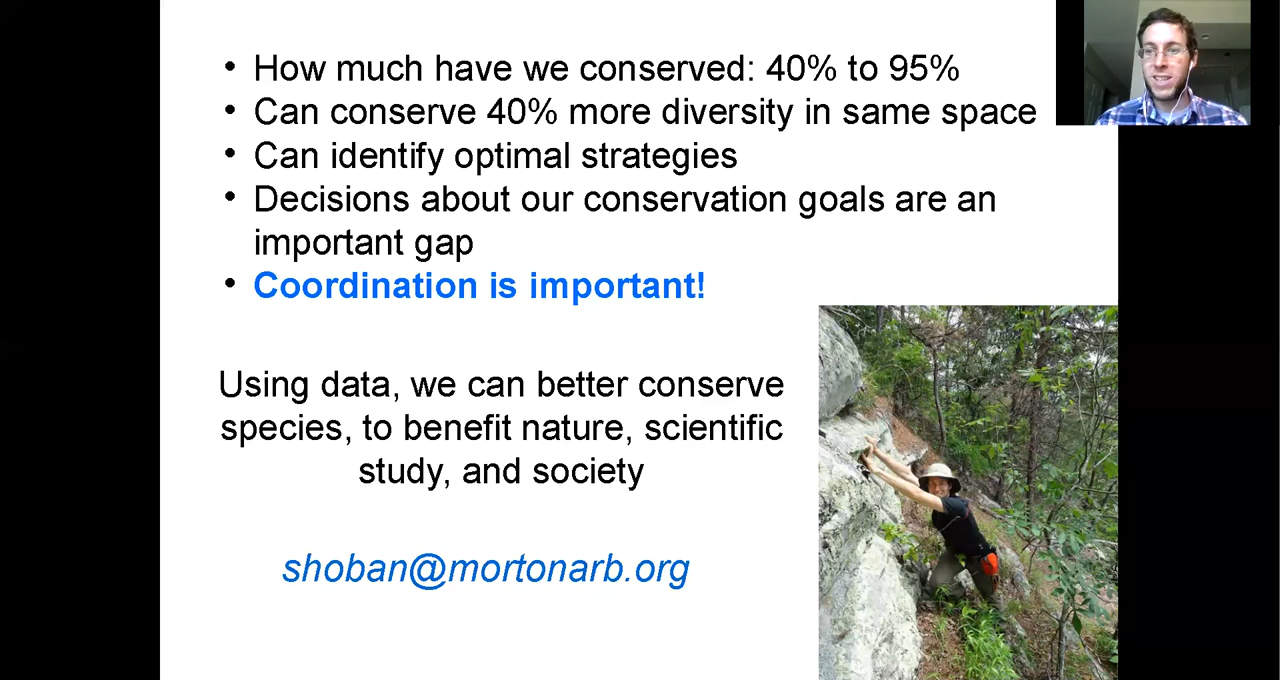 • How much have we conserved: 40% to 95%
• Can conserve 40% more diversity in same space
• Can identify optimal strategies
• Decisions about our conservation goals are an
important gap
• Coordination is important!
Using data, we can better conserve
species, to benefit nature, scientific
study, and society
shoban@mortonarb.org